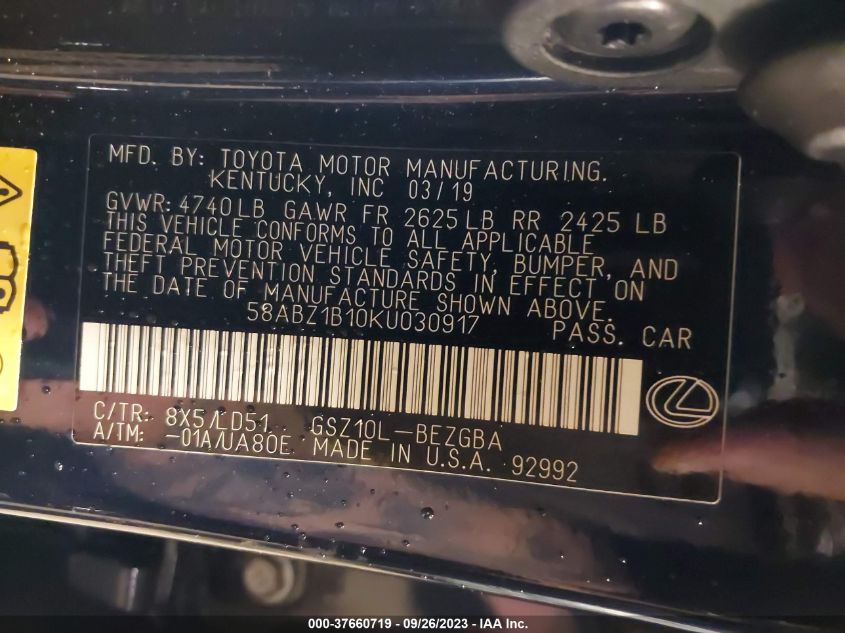 MFD. BY: TOYOTA MOTOR MANUFACTURING.
KENTUCKY, INC 03/19
GVWR: 4740LB GAWR FR 2625LB RR 2425 LB
THIS VEHICLE CONFORMS TO ALL APPLICABLE
FEDERAL MOTOR VEHICLE SAFETY, BUMPER, AND
THEFT PREVENTION STANDARDS IN EFFECT ON
THE DATE OF MANUFACTURE SHOWN ABOVE.
58ABZ1B10KU030917 PASS. CAR
C/TR: 8X5/LD51 GSZ10L-BEZGBA
A/TM: -01A/UA80E MADE IN U.S.A. 92992
000-37660719 // 09/26/2023 // IAA Inc.